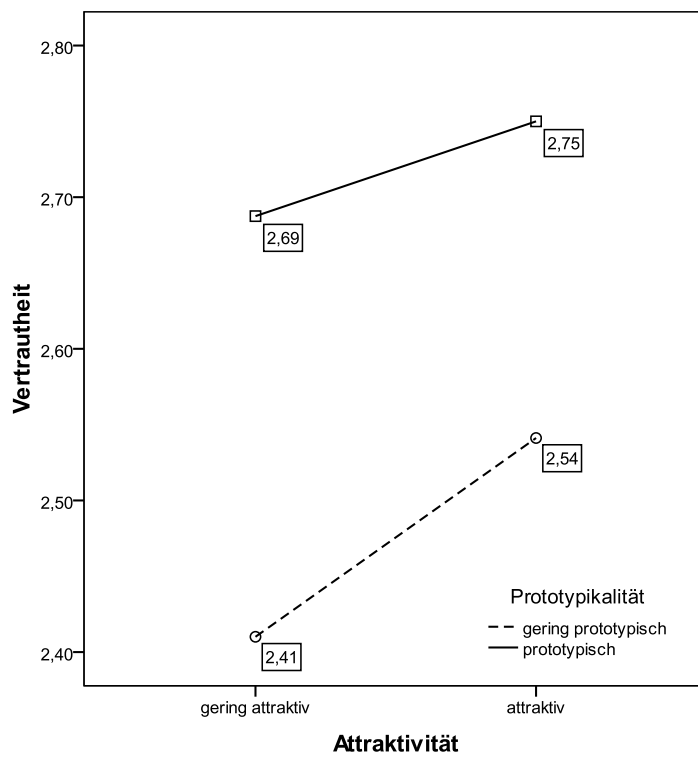 2,80
2,75
2,70
2,69
Vertrautheit
2,60
2,54
2,50
Prototypikalität
gering prototypisch
prototypisch
2,41
2,40
gering attraktiv
attraktiv
Attraktivität